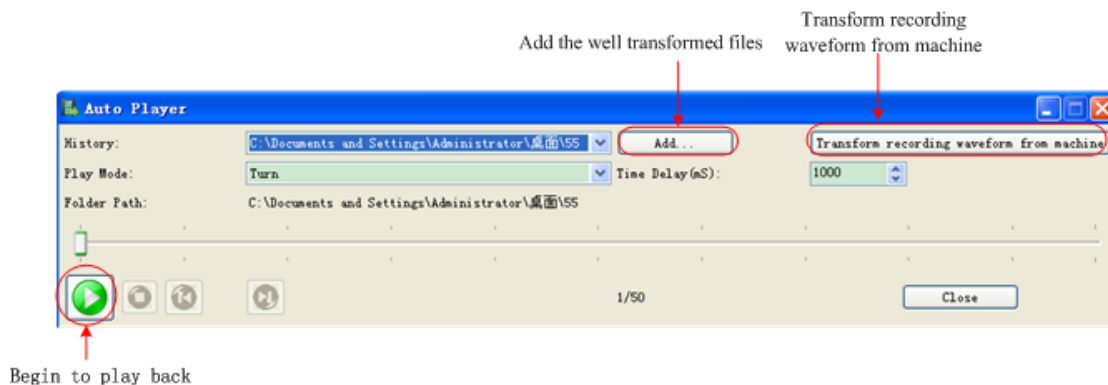 Transform recording
waveform from machine
Add the well transformed files
Auto Player
History:
C:\Documents and Settings\Administrator\桌面\55
Add...
Transform recording waveform from machine
Play Mode:
Turn
Time Delay(mS):
1000
Folder Path:
C:\Documents and Settings\Administrator\桌面\55
1/50
Close
Begin to play back